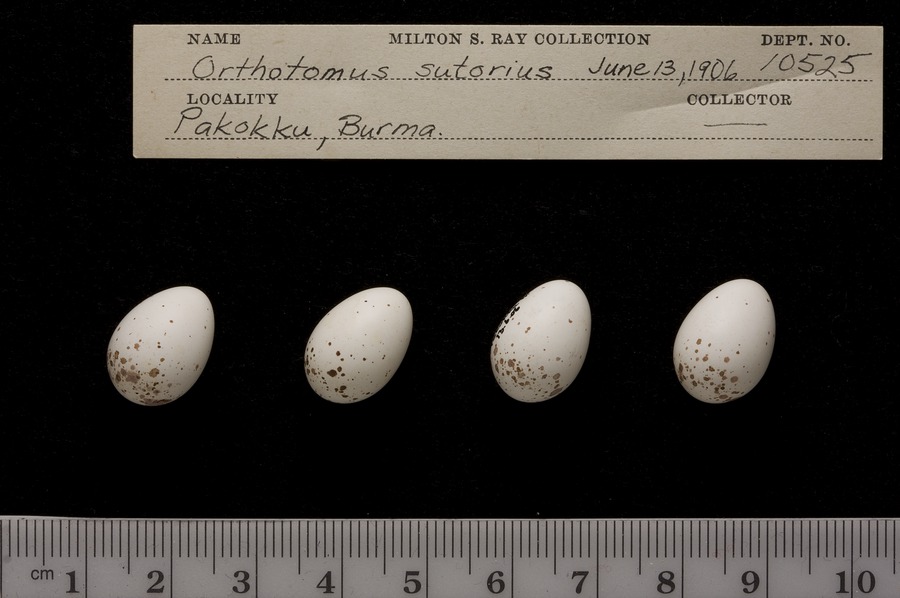 NAME MILTON S. RAY COLLECTION DEPT. NO.
Orthotomus sutorius June 13, 1906 10525
LOCALITY COLLECTOR
Pakokku, Burma.
cm 1 2 3 4 5 6 7 8 9 10